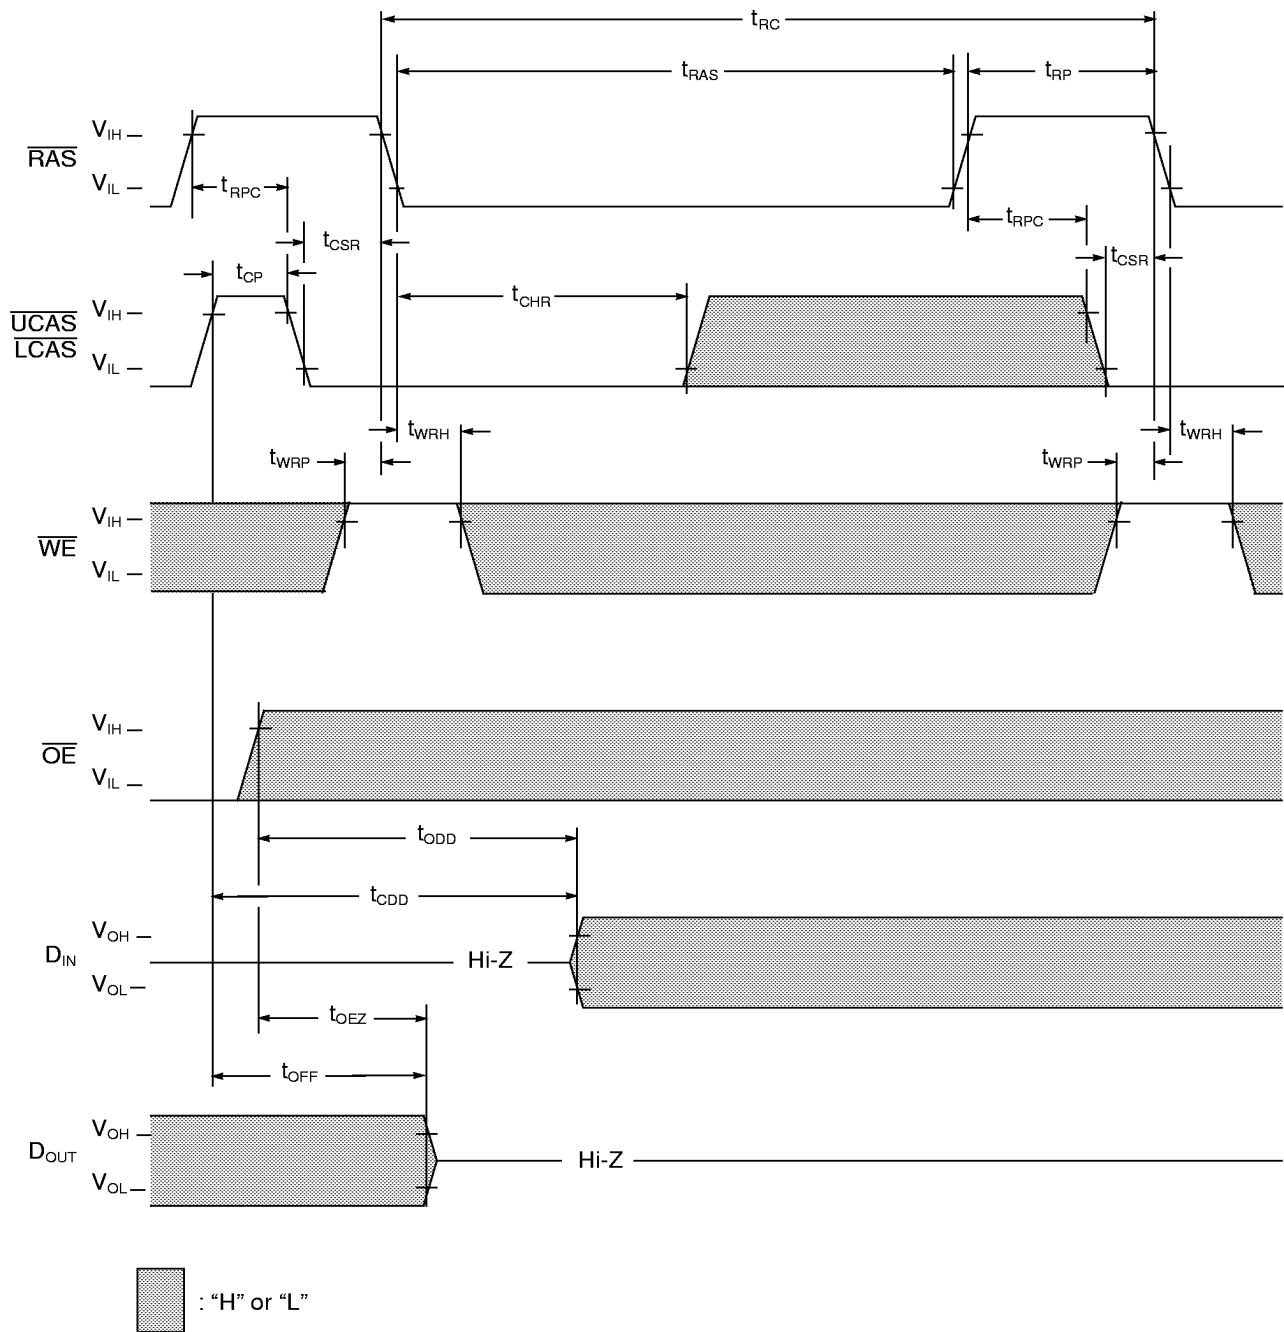 tRC
tRAS
tRP
VIH
RAS
VIL
tRPC
tRPC
tCSR
tCSR
tCP
tCHR
VIH
UCAS
LCAS
VIL
tWRH
tWRH
tWRP
tWRP
VIH
WE
VIL
VIH
OE
VIL
tODD
tCDD
VOH
DIN
Hi-Z
VOL
tOEZ
tOFF
VOH
DOUT
Hi-Z
VOL
: “H” or “L”